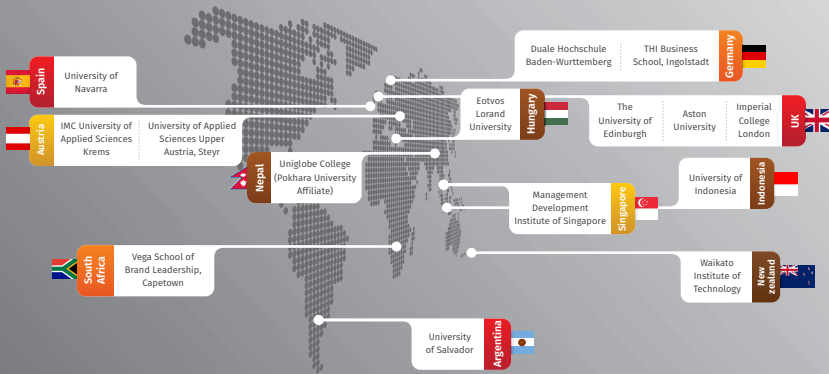 Duale Hochschule
Baden-Wurttemberg
THI Business
School, Ingolstadt
Germany
Spain
University of
Navarra
Eotvos
Lorand
University
Hungary
The
University of
Edinburgh
Aston
University
Imperial
College
London
UK
Austria
IMC University of
Applied Sciences
Krems
University of Applied
Sciences Upper
Austria, Steyr
Nepal
Uniglobe College
(Pokhara University
Affiliate)
University of
Indonesia
Indonesia
Management
Development
Institute of Singapore
Singapore
South
Africa
Vega School of
Brand Leadership,
Capetown
Waikato
Institute of
Technology
New
zealand
University
of Salvador
Argentina